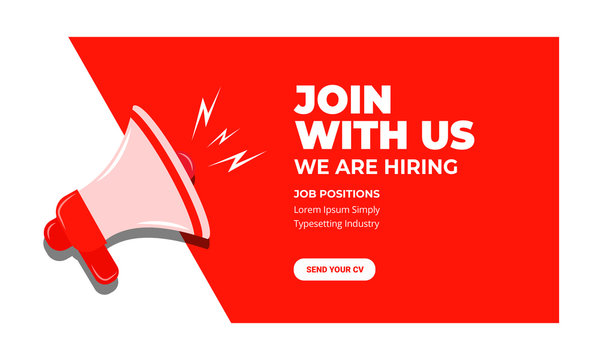 JOIN
WITH US
WE ARE HIRING
JOB POSITIONS
Lorem Ipsum Simply
Typesetting Industry
SEND YOUR CV